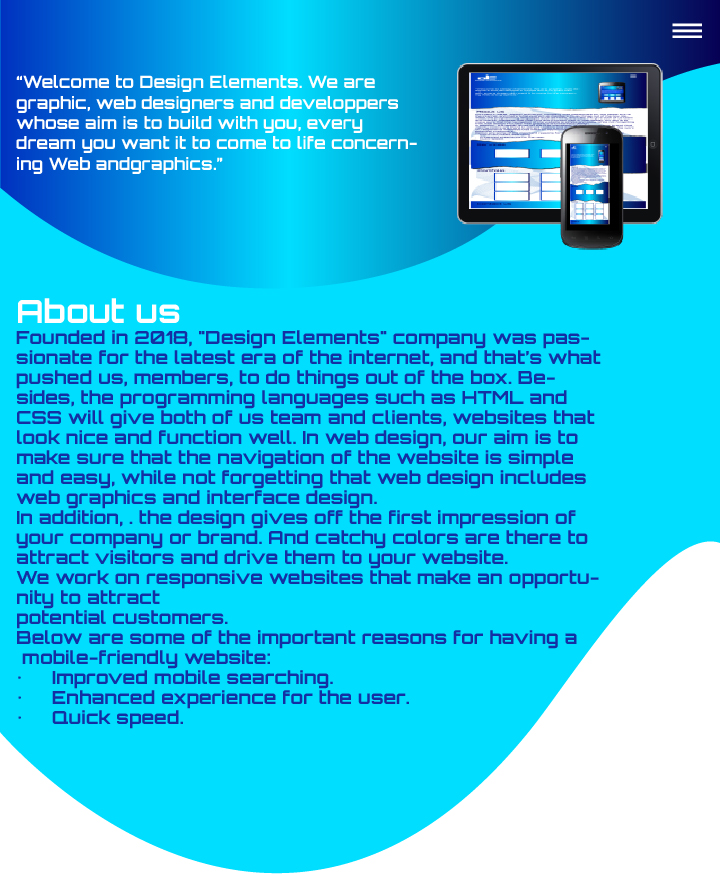 “Welcome to Design Elements. We are
graphic, web designers and developpers
whose aim is to build with you, every
dream you want it to come to life concern-
ing Web andgraphics.”
About us
Founded in 2018, "Design Elements" company was pas-
sionate for the latest era of the internet, and that's what
pushed us, members, to do things out of the box. Be-
sides, the programming languages such as HTML and
CSS will give both of us team and clients, websites that
look nice and function well. In web design, our aim is to
make sure that the navigation of the website is simple
and easy, while not forgetting that web design includes
web graphics and interface design.
In addition, . the design gives off the first impression of
your company or brand. And catchy colors are there to
attract visitors and drive them to your website.
We work on responsive websites that make an opportu-
nity to attract
potential customers.
Below are some of the important reasons for having a
mobile-friendly website:
· Improved mobile searching.
· Enhanced experience for the user.
· Quick speed.